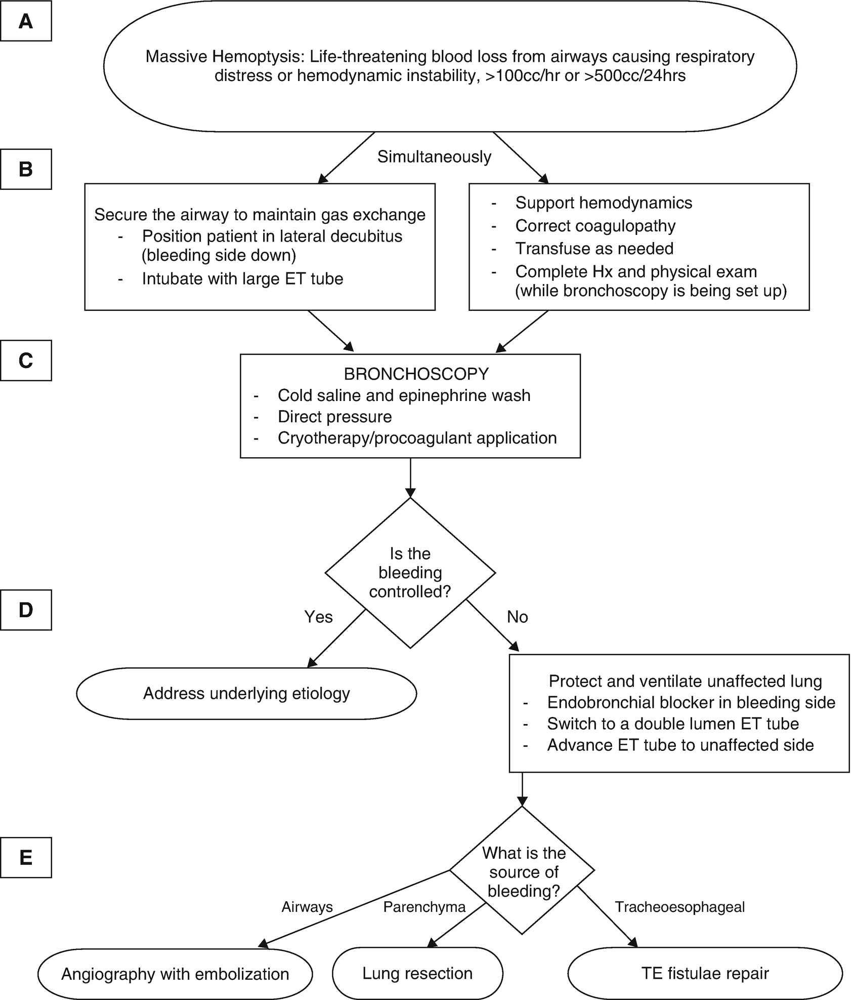 A
Massive Hemoptysis: Life-threatening blood loss from airways causing respiratory
distress or hemodynamic instability, >100cc/hr or >500cc/24hrs
B
Simultaneously
Secure the airway to maintain gas exchange
- Position patient in lateral decubitus
(bleeding side down)
- Intubate with large ET tube
- Support hemodynamics
- Correct coagulopathy
- Transfuse as needed
- Complete Hx and physical exam
(while bronchoscopy is being set up)
C
BRONCHOSCOPY
- Cold saline and epinephrine wash
- Direct pressure
- Cryotherapy/procoagulant application
Is the
bleeding
controlled?
D
Yes
No
Address underlying etiology
Protect and ventilate unaffected lung
- Endobronchial blocker in bleeding side
- Switch to a double lumen ET tube
- Advance ET tube to unaffected side
E
What is the
source of
bleeding?
Airways
Parenchyma
Tracheoesophageal
Angiography with embolization
Lung resection
TE fistulae repair